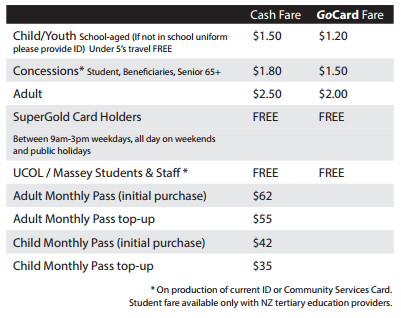 Cash Fare GoCard Fare
Child/Youth School-aged (If not in school uniform $1.50 $1.20
please provide ID) Under 5's travel FREE
Concessions* Student, Beneficiaries, Senior 65+ $1.80 $1.50
Adult $2.50 $2.00
SuperGold Card Holders FREE FREE
Between 9am-3pm weekdays, all day on weekends
and public holidays
UCOL / Massey Students & Staff * FREE FREE
Adult Monthly Pass (initial purchase) $62
Adult Monthly Pass top-up $55
Child Monthly Pass (initial purchase) $42
Child Monthly Pass top-up $35
* On production of current ID or Community Services Card.
Student fare available only with NZ tertiary education providers.